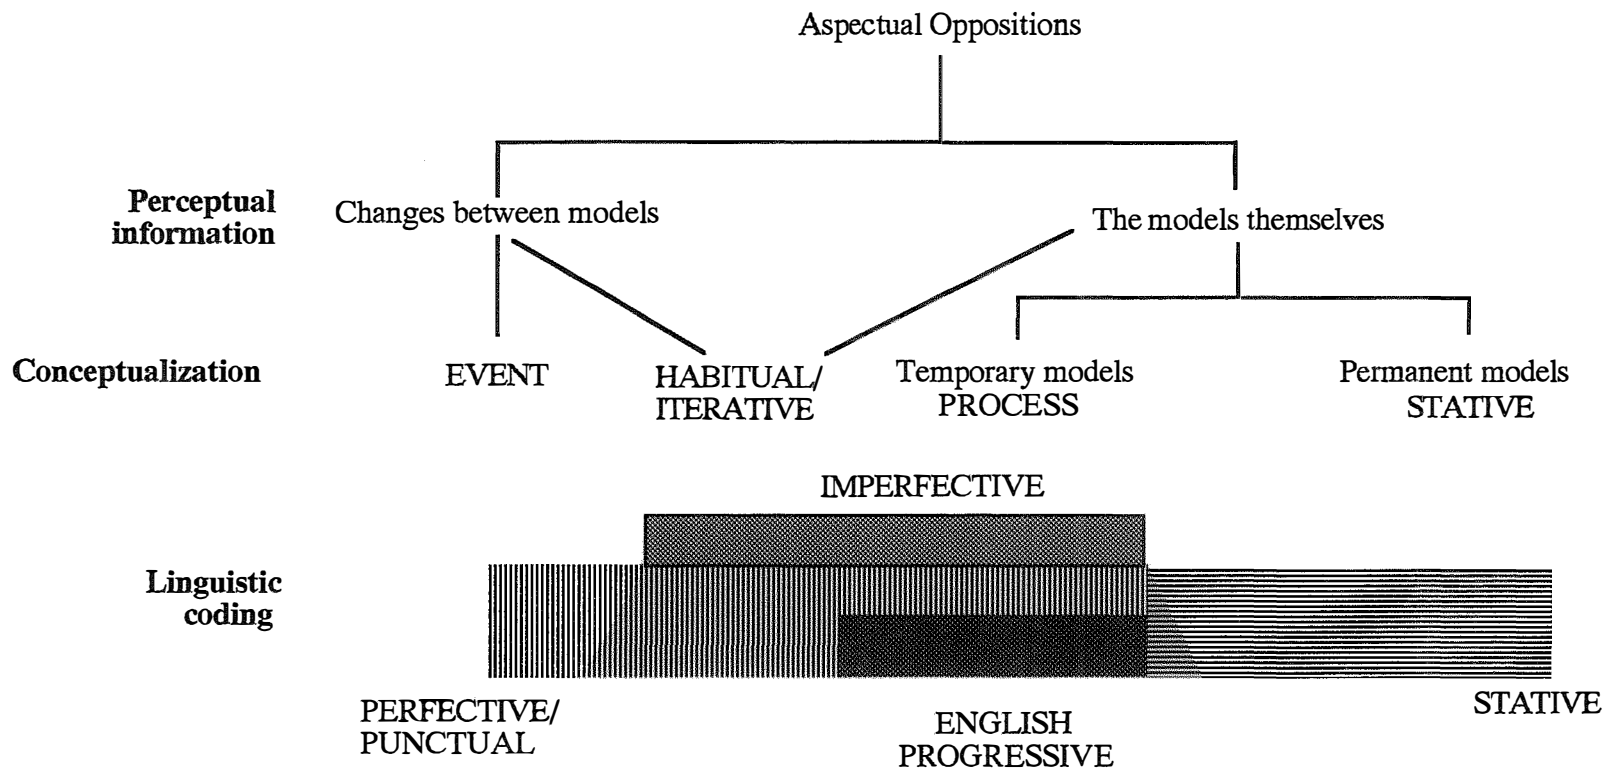 Aspectual Oppositions
Perceptual
information
Changes between models
The models themselves
Conceptualization
EVENT
HABITUAL/
ITERATIVE
Temporary models
PROCESS
Permanent models
STATIVE
IMPERFECTIVE
Linguistic
coding
PERFECTIVE/
PUNCTUAL
ENGLISH
PROGRESSIVE
STATIVE